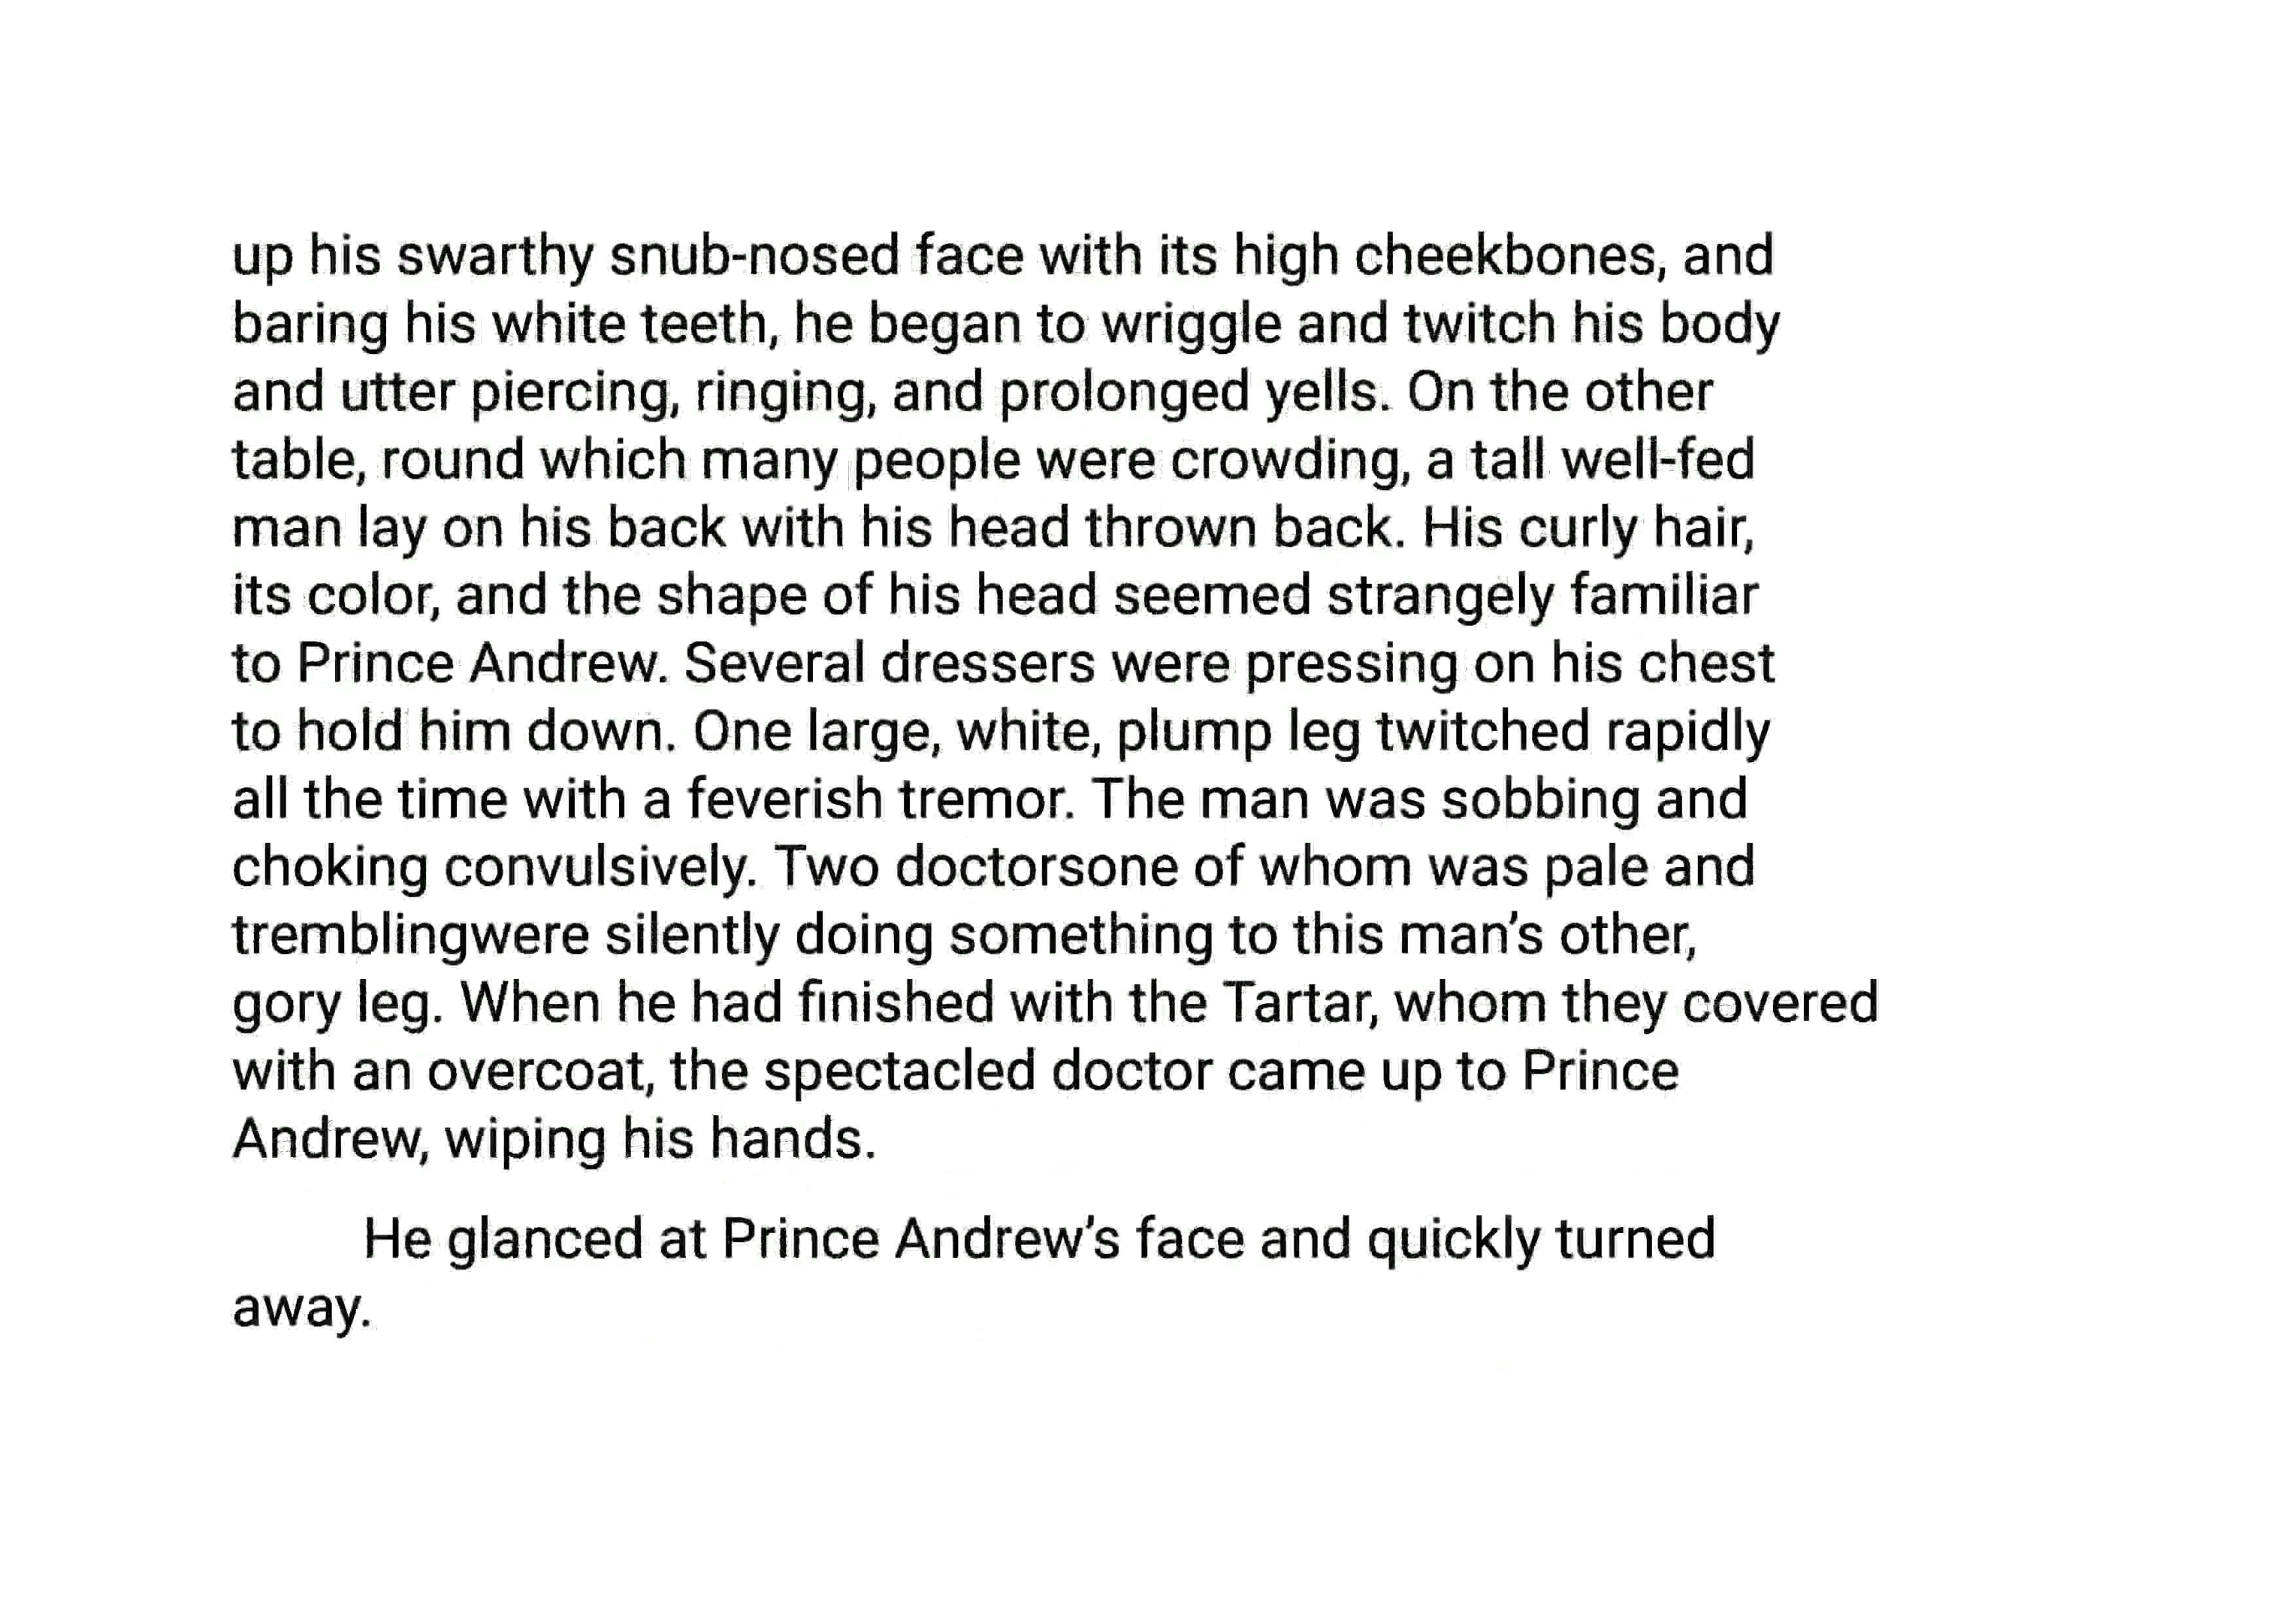 up his swarthy snub-nosed face with its high cheekbones, and
baring his white teeth, he began to wriggle and twitch his body
and utter piercing, ringing, and prolonged yells. On the other
table, round which many people were crowding, a tall well-fed
man lay on his back with his head thrown back. His curly hair,
its color, and the shape of his head seemed strangely familiar
to Prince Andrew. Several dressers were pressing on his chest
to hold him down. One large, white, plump leg twitched rapidly
all the time with a feverish tremor. The man was sobbing and
choking convulsively. Two doctorsone of whom was pale and
tremblingwere silently doing something to this man’s other,
gory leg. When he had finished with the Tartar, whom they covered
with an overcoat, the spectacled doctor came up to Prince
Andrew, wiping his hands.
He glanced at Prince Andrew’s face and quickly turned
away.